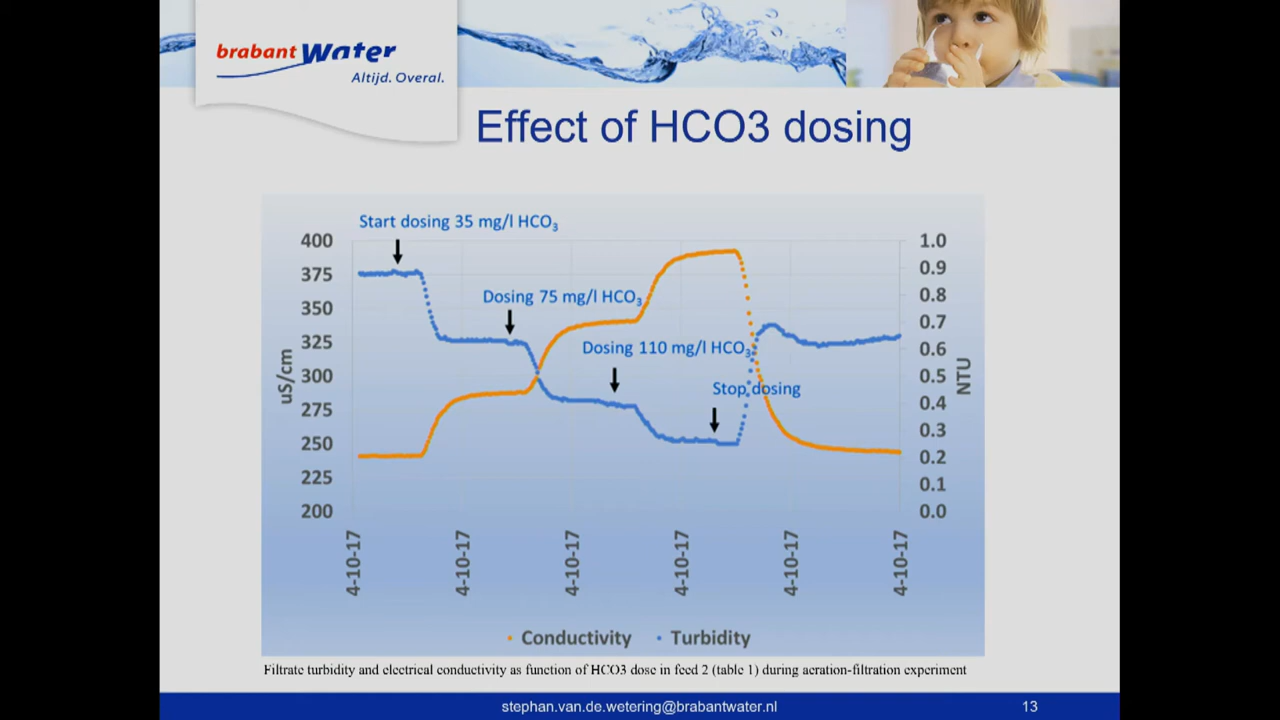 brabant Water
Altijd. Overal.
Effect of HCO3 dosing
Start dosing 35 mg/l HCO₃
Dosing 75 mg/l HCO₃
Dosing 110 mg/l HCO₃
Stop dosing
400
375
350
325
300
275
250
225
200
uS/cm
1.0
0.9
0.8
0.7
0.6
0.5
0.4
0.3
0.2
0.1
0.0
NTU
4-10-17
4-10-17
4-10-17
4-10-17
4-10-17
4-10-17
Conductivity
Turbidity
Filtrate turbidity and electrical conductivity as function of HCO3 dose in feed 2 (table 1) during aeration-filtration experiment
stephan.van.de.wetering@brabantwater.nl
13